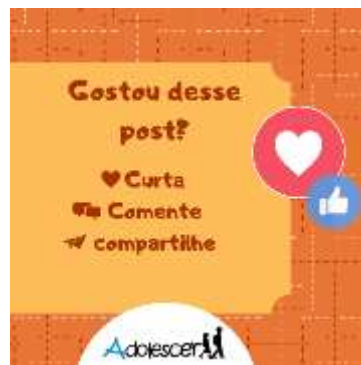 Gostou desse
post?
Curta
Comente
compartilhe
Adolescer